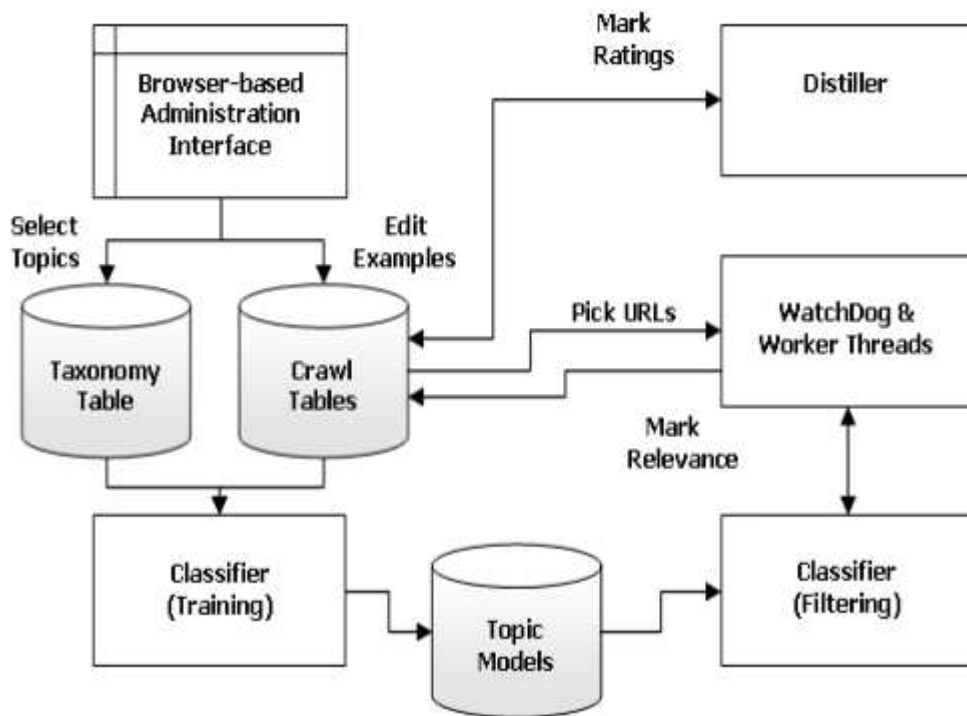 Browser-based
Administration
Interface
Mark
Ratings
Distiller
Select
Topics
Edit
Examples
Taxonomy
Table
Crawl
Tables
Pick URLs
WatchDog &
Worker Threads
Mark
Relevance
Classifier
(Training)
Topic
Models
Classifier
(Filtering)